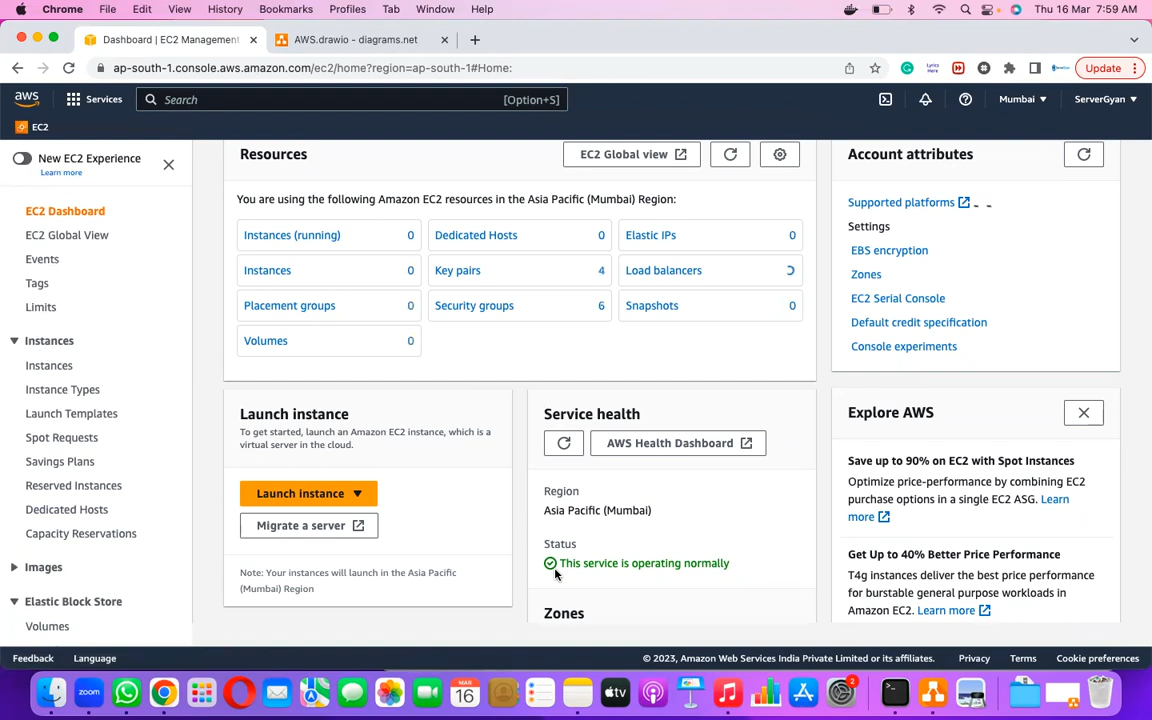 Chrome File Edit View History Bookmarks Profiles Tab Window Help Thu 16 Mar 7:59 AM
Dashboard | EC2 Management AWS.drawio - diagrams.net
ap-south-1.console.aws.amazon.com/ec2/home?region=ap-south-1#Home: Update
aws Services Search [Option+S] Mumbai ServerGyan
EC2
New EC2 Experience
Learn more
EC2 Dashboard
EC2 Global View
Events
Tags
Limits
Instances
Instances
Instance Types
Launch Templates
Spot Requests
Savings Plans
Reserved Instances
Dedicated Hosts
Capacity Reservations
Images
Elastic Block Store
Volumes
Resources EC2 Global view
You are using the following Amazon EC2 resources in the Asia Pacific (Mumbai) Region:
Instances (running) 0 Dedicated Hosts 0 Elastic IPs 0
Instances 0 Key pairs 4 Load balancers
Placement groups 0 Security groups 6 Snapshots 0
Volumes 0
Launch instance
To get started, launch an Amazon EC2 instance, which is a
virtual server in the cloud.
Launch instance
Migrate a server
Note: Your instances will launch in the Asia Pacific
(Mumbai) Region
Service health
AWS Health Dashboard
Region
Asia Pacific (Mumbai)
Status
This service is operating normally
Zones
Account attributes
Supported platforms
Settings
EBS encryption
Zones
EC2 Serial Console
Default credit specification
Console experiments
Explore AWS
Save up to 90% on EC2 with Spot Instances
Optimize price-performance by combining EC2
purchase options in a single EC2 ASG. Learn
more
Get Up to 40% Better Price Performance
T4g instances deliver the best price performance
for burstable general purpose workloads in
Amazon EC2. Learn more
Feedback Language © 2023, Amazon Web Services India Private Limited or its affiliates. Privacy Terms Cookie preferences
zoom MAR 16 tv 2